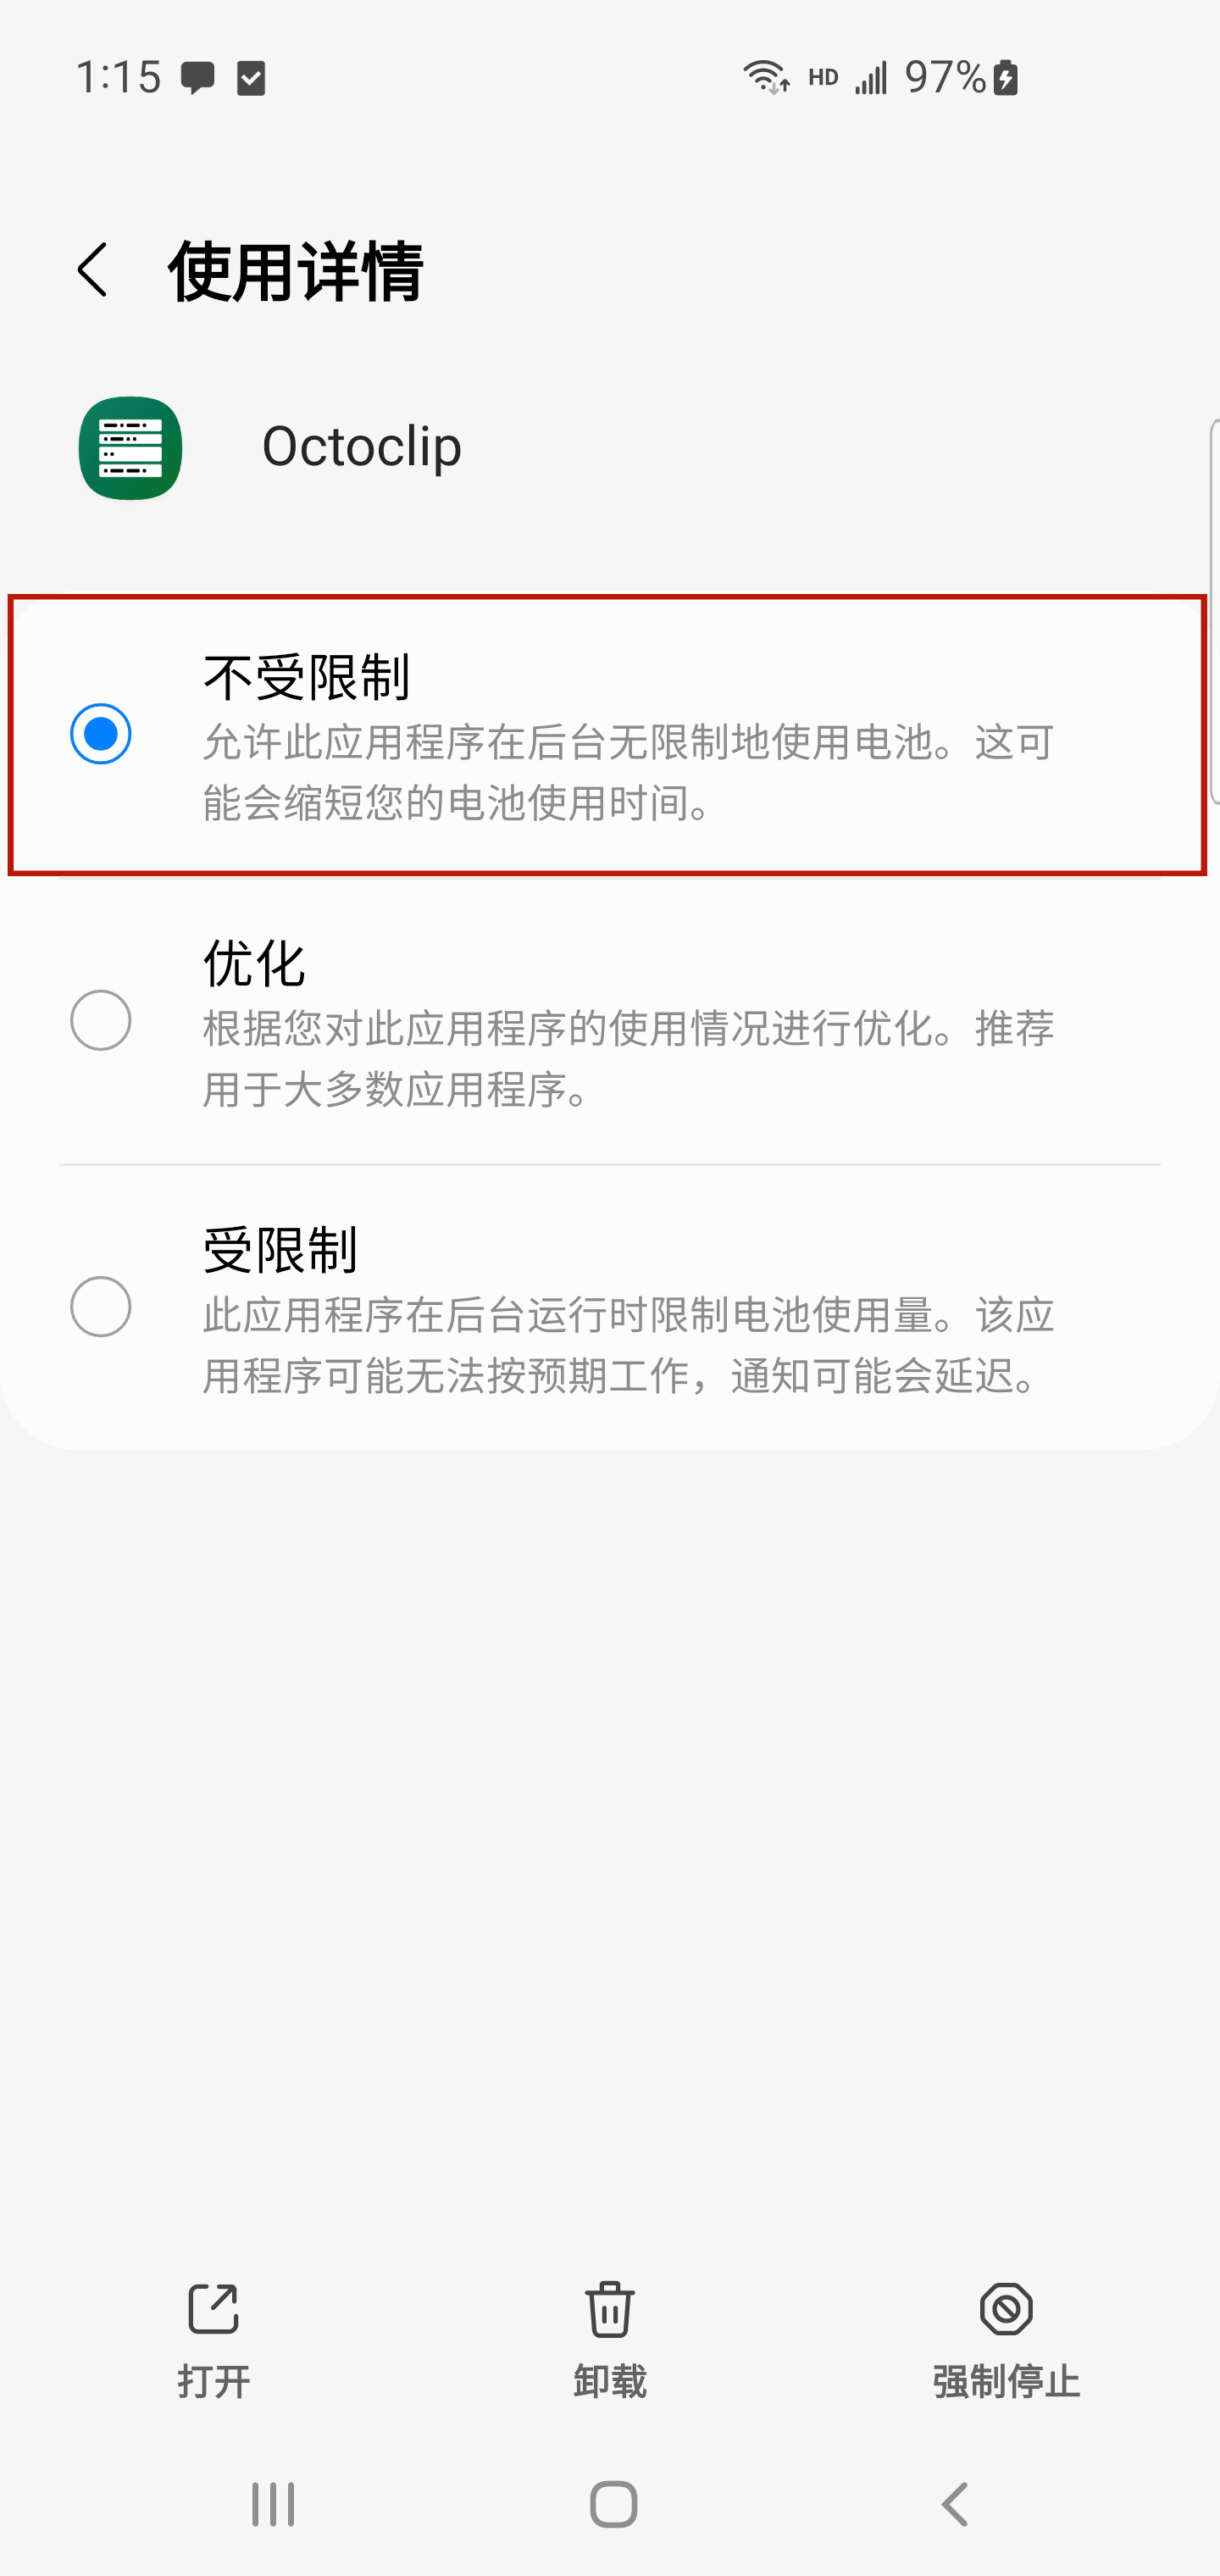 1:15 HD 97%
使用详情
Octoclip
不受限制
允许此应用程序在后台无限制地使用电池。这可
能会缩短您的电池使用时间。
优化
根据您对此应用程序的使用情况进行优化。推荐
用于大多数应用程序。
受限制
此应用程序在后台运行时限制电池使用量。该应
用程序可能无法按预期工作，通知可能会延迟。
打开 卸载 强制停止